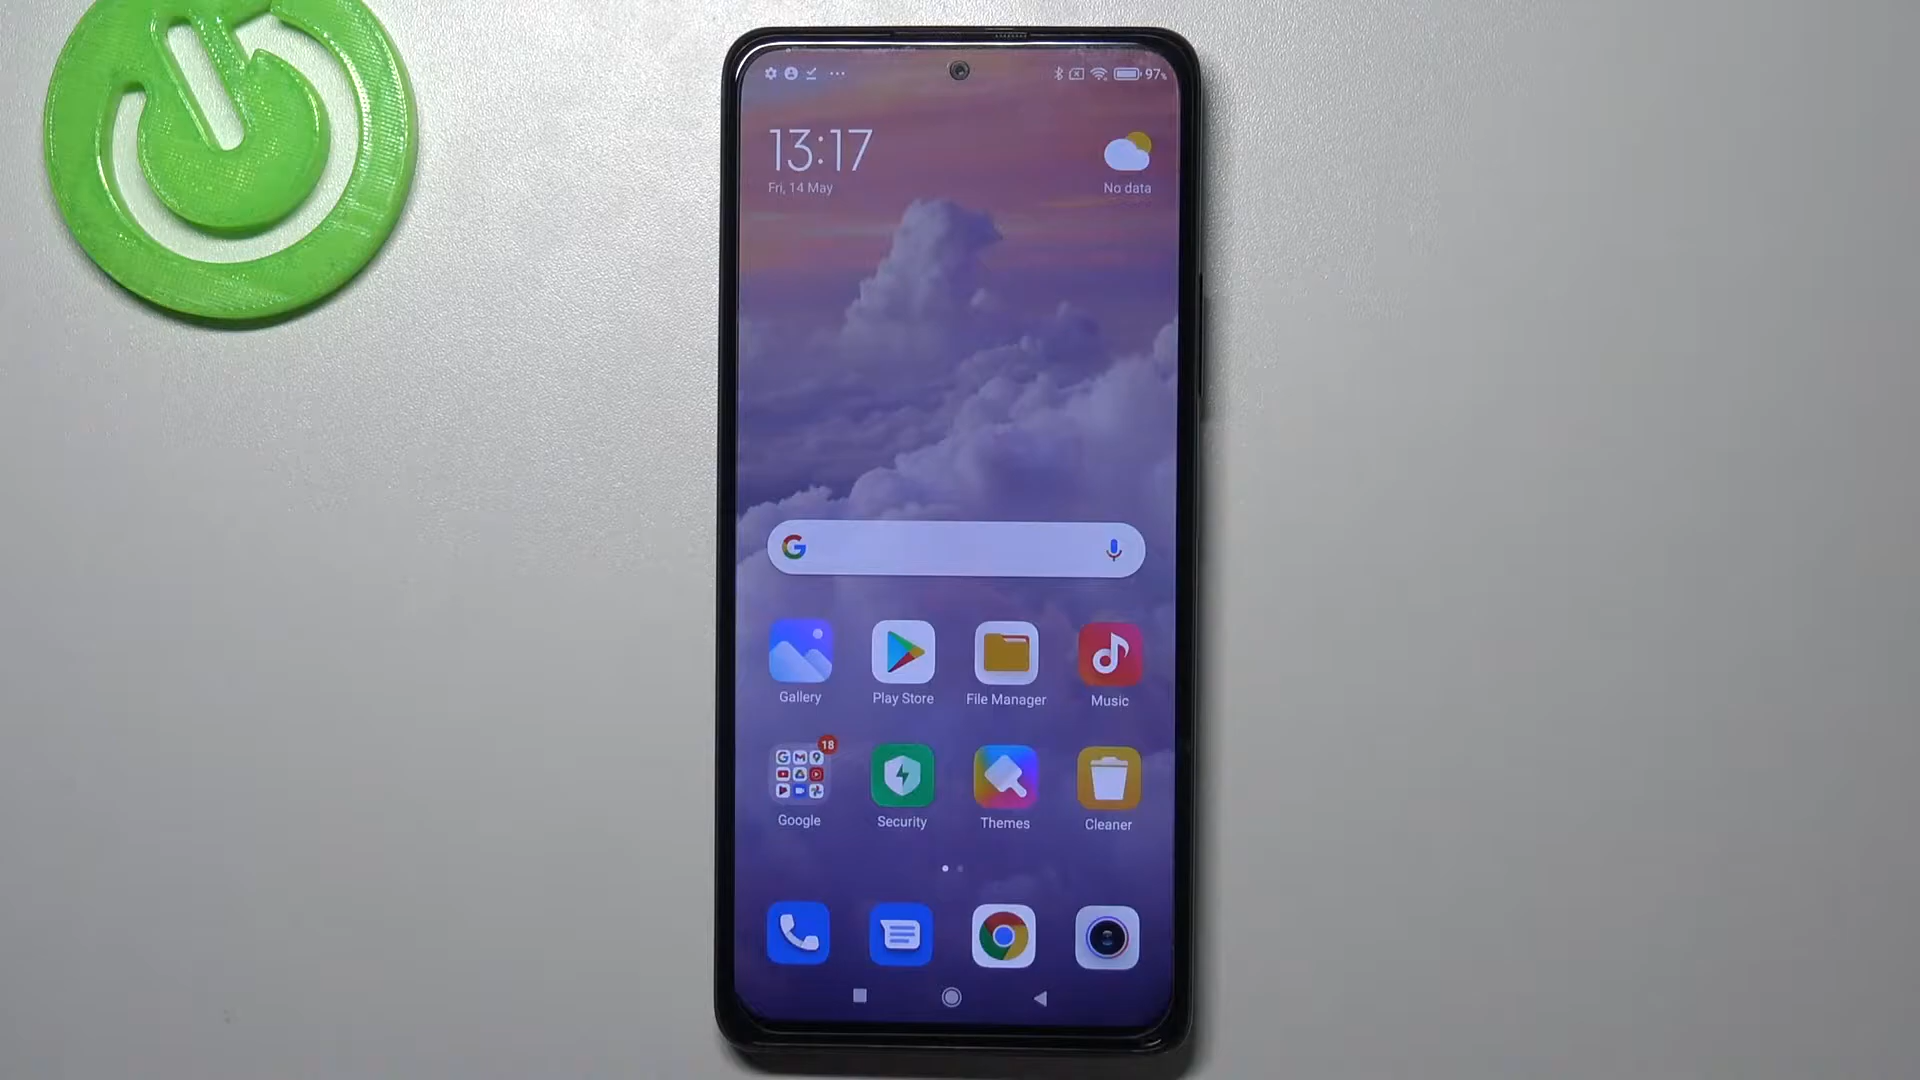 97%
13:17
Fri, 14 May
No data
Gallery
Play Store
File Manager
Music
18
Google
Security
Themes
Cleaner